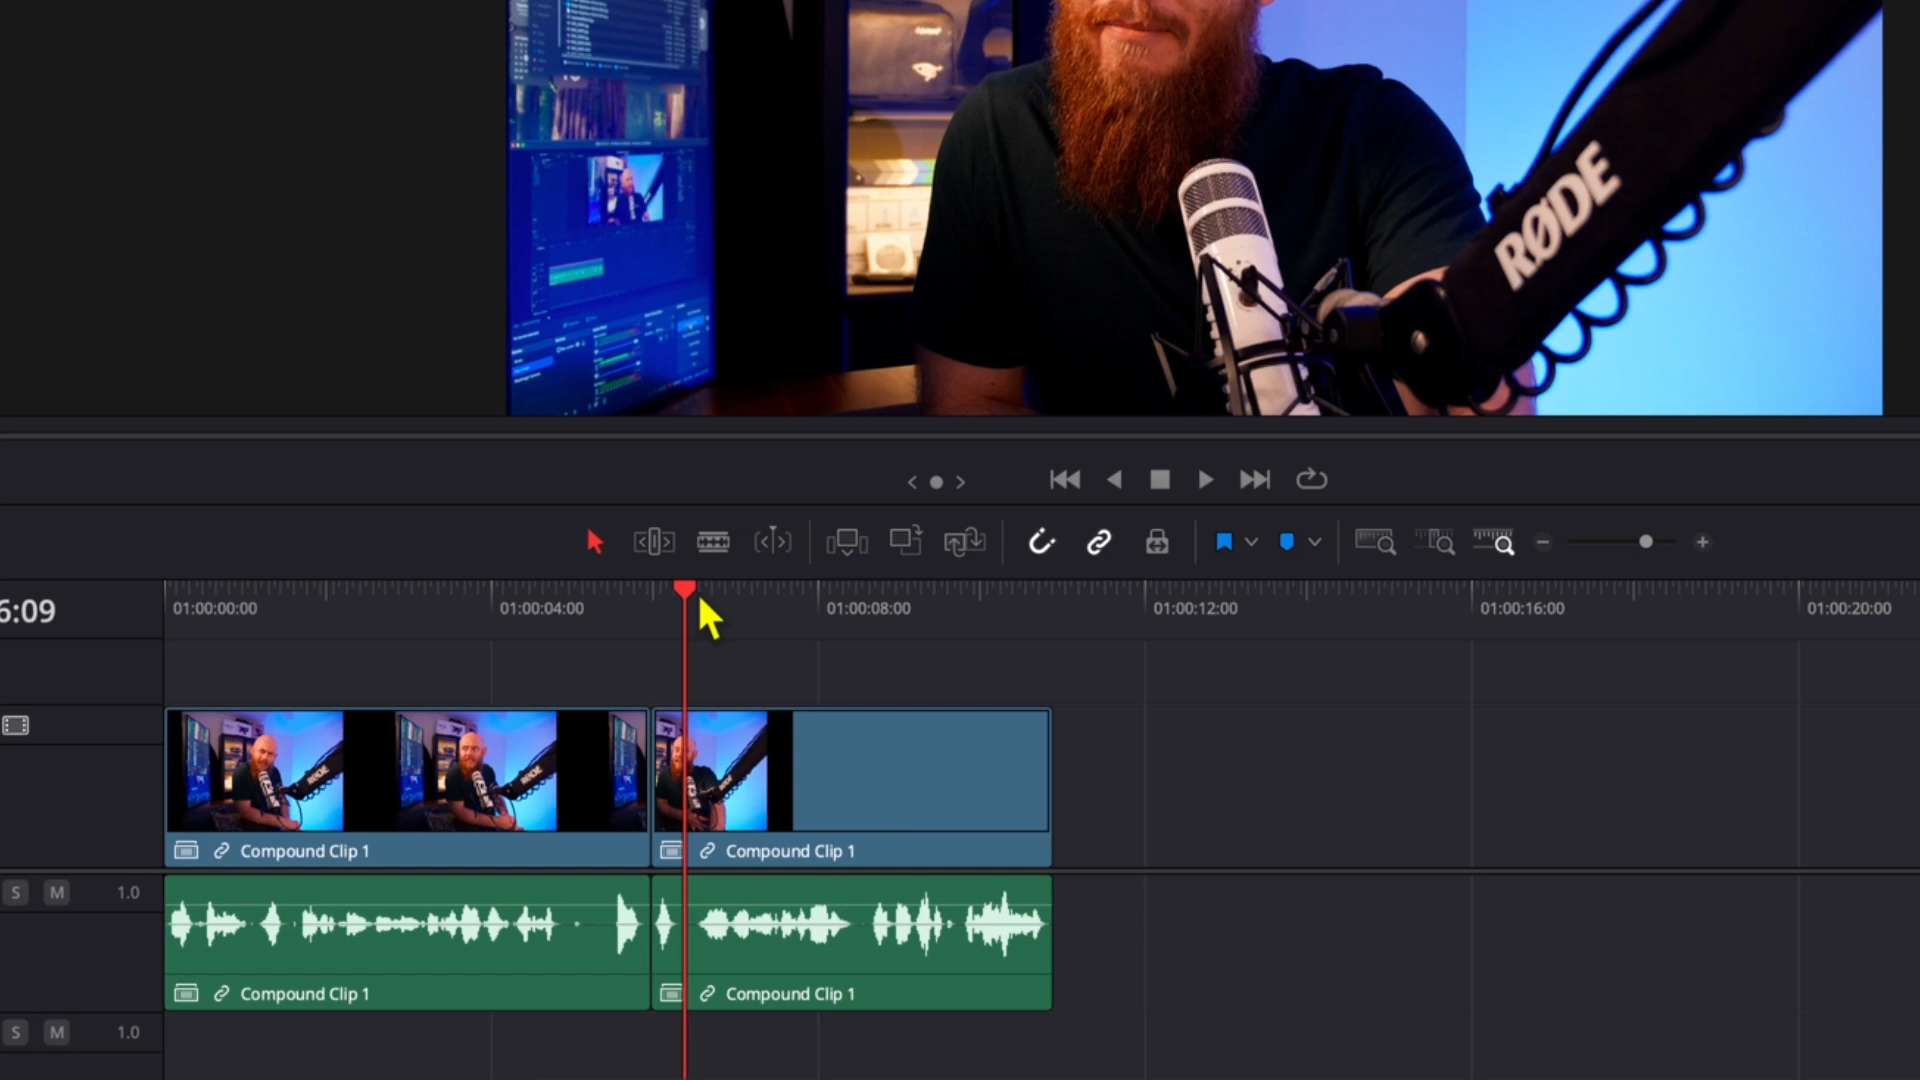 RØDE
6:09
01:00:00:00
01:00:04:00
01:00:08:00
01:00:12:00
01:00:16:00
01:00:20:00
Compound Clip 1
Compound Clip 1
S M 1.0
Compound Clip 1
Compound Clip 1
S M 1.0